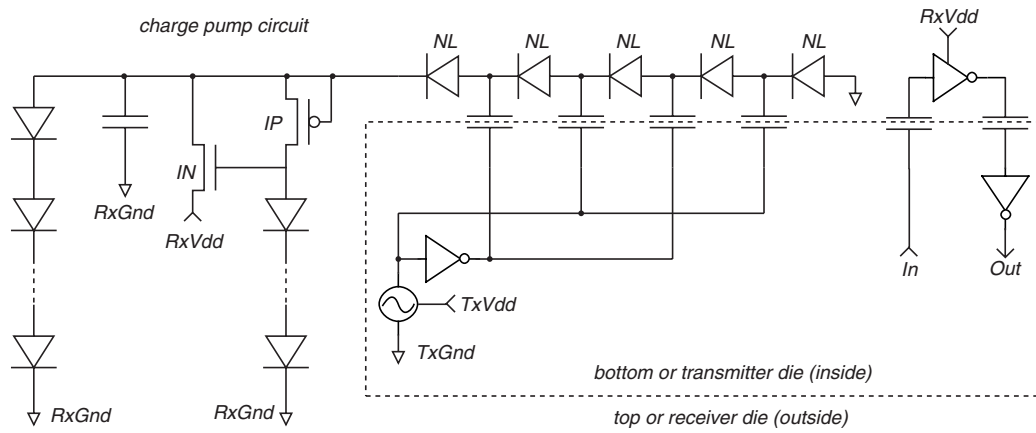 charge pump circuit
NL
NL
NL
NL
NL
RxVdd
IP
IN
RxGnd
RxVdd
In
Out
TxVdd
TxGnd
bottom or transmitter die (inside)
RxGnd
RxGnd
top or receiver die (outside)